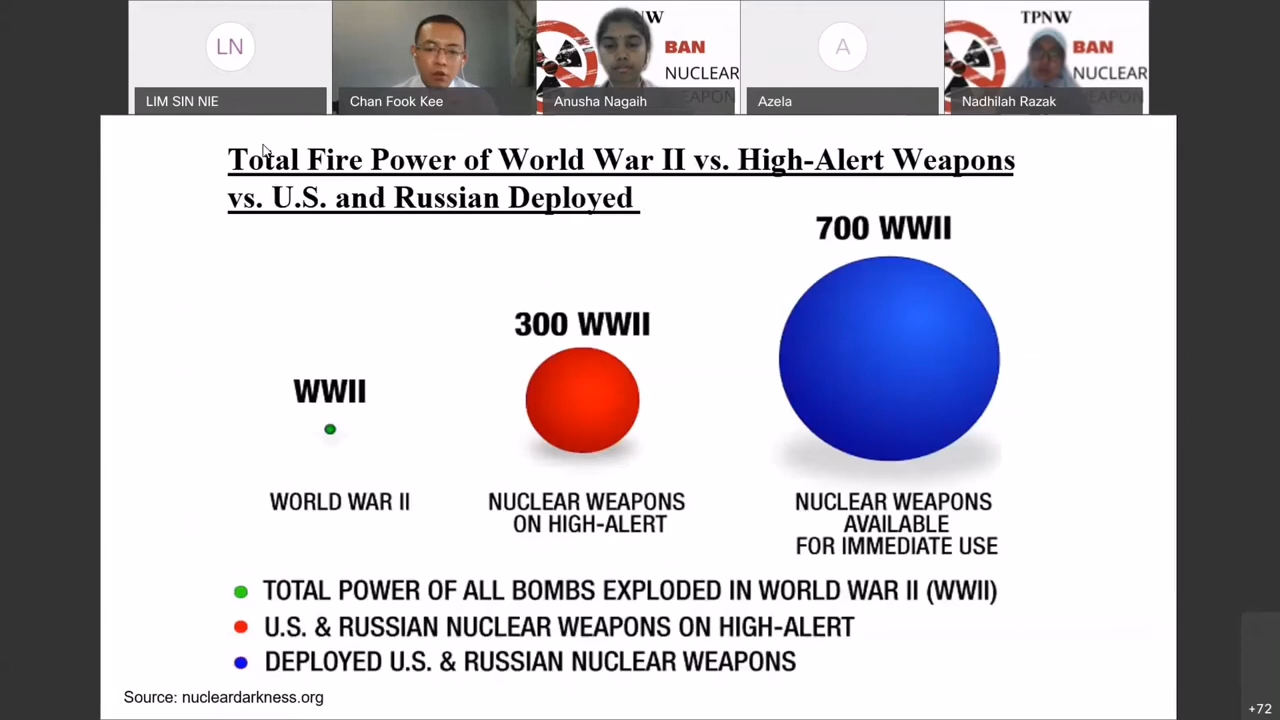 LN
LIM SIN NIE
Chan Fook Kee
W
BAN
NUCLEAR
Anusha Nagaih
A
Azela
TPNW
BAN
NUCLEAR
WEAPON
Nadhilah Razak
Total Fire Power of World War II vs. High-Alert Weapons
vs. U.S. and Russian Deployed
700 WWII
300 WWII
WWII
WORLD WAR II
NUCLEAR WEAPONS
ON HIGH-ALERT
NUCLEAR WEAPONS
AVAILABLE
FOR IMMEDIATE USE
TOTAL POWER OF ALL BOMBS EXPLODED IN WORLD WAR II (WWII)
U.S. & RUSSIAN NUCLEAR WEAPONS ON HIGH-ALERT
DEPLOYED U.S. & RUSSIAN NUCLEAR WEAPONS
Source: nucleardarkness.org
+72